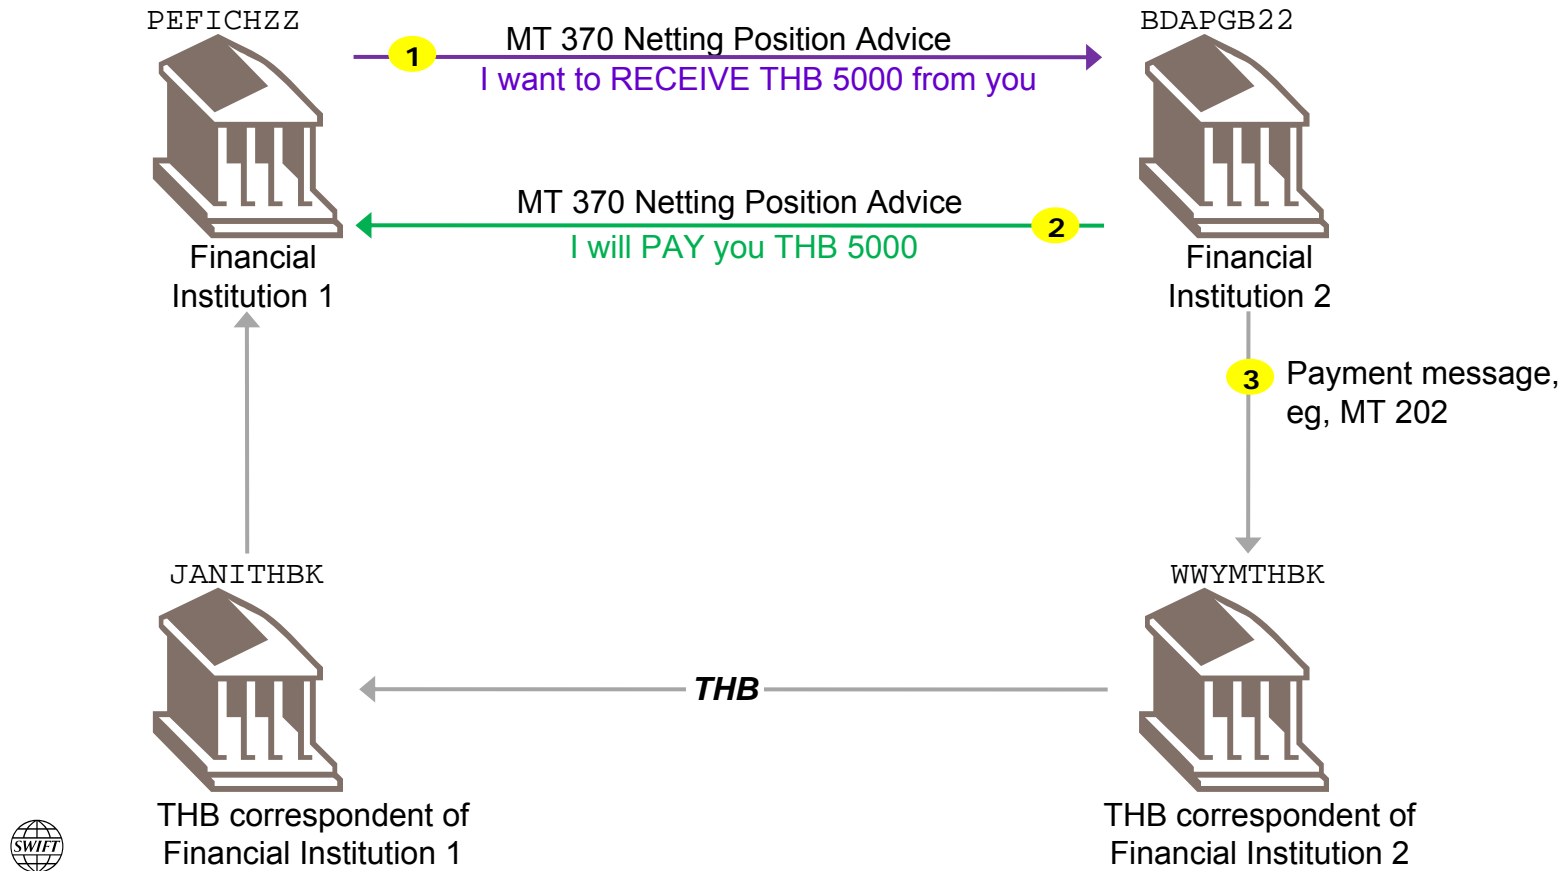 PEFICHZZ
BDAPGB22
MT 370 Netting Position Advice
1
I want to RECEIVE THB 5000 from you
MT 370 Netting Position Advice
2
I will PAY you THB 5000
Financial
Institution 1
Financial
Institution 2
3
Payment message,
eg, MT 202
JANITHBK
WWYMTHBK
THB
THB correspondent of
Financial Institution 1
THB correspondent of
Financial Institution 2
SWIFT